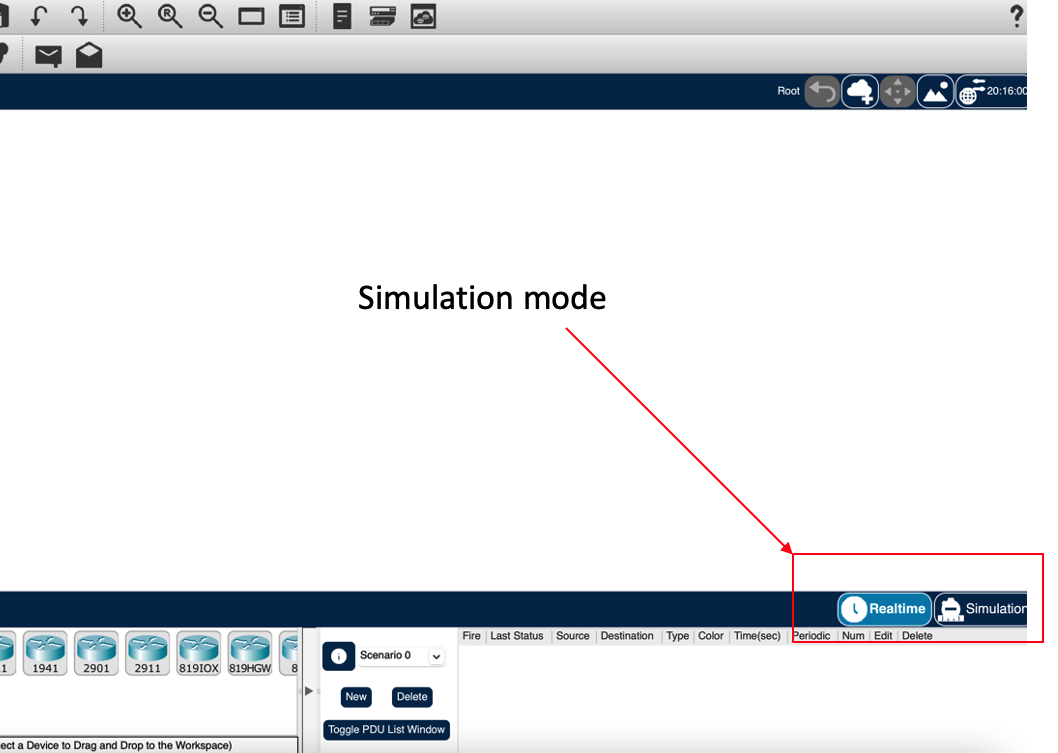 ?
Root
20:16:00
Simulation mode
Realtime
Simulation
Fire Last Status Source Destination Type Color Time(sec) Periodic Num Edit Delete
1 1941 2901 2911 819IOX 819HGW 8
Scenario 0
New Delete
Toggle PDU List Window
ect a Device to Drag and Drop to the Workspace)